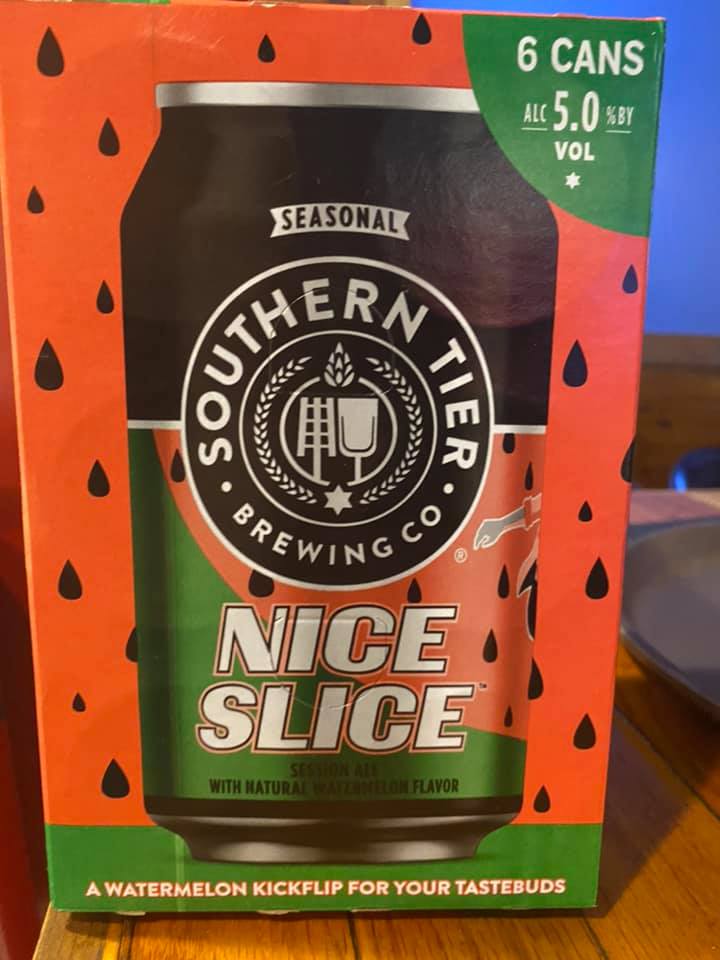 6 CANS
ALC 5.0 % BY
VOL
SEASONAL
SOUTHERN TIER
BREWING CO
®
NICE
SLICE™
SESSION ALE
WITH NATURAL WATERMELON FLAVOR
A WATERMELON KICKFLIP FOR YOUR TASTEBUDS